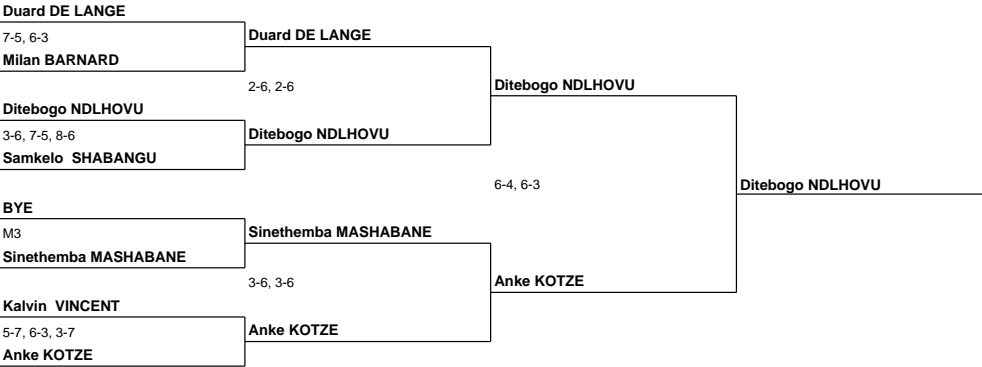 Duard DE LANGE
7-5, 6-3
Milan BARNARD
Duard DE LANGE
2-6, 2-6
Ditebogo NDLHOVU
Ditebogo NDLHOVU
3-6, 7-5, 8-6
Samkelo  SHABANGU
Ditebogo NDLHOVU
6-4, 6-3
Ditebogo NDLHOVU
BYE
M3
Sinethemba MASHABANE
Sinethemba MASHABANE
3-6, 3-6
Anke KOTZE
Kalvin  VINCENT
5-7, 6-3, 3-7
Anke KOTZE
Anke KOTZE